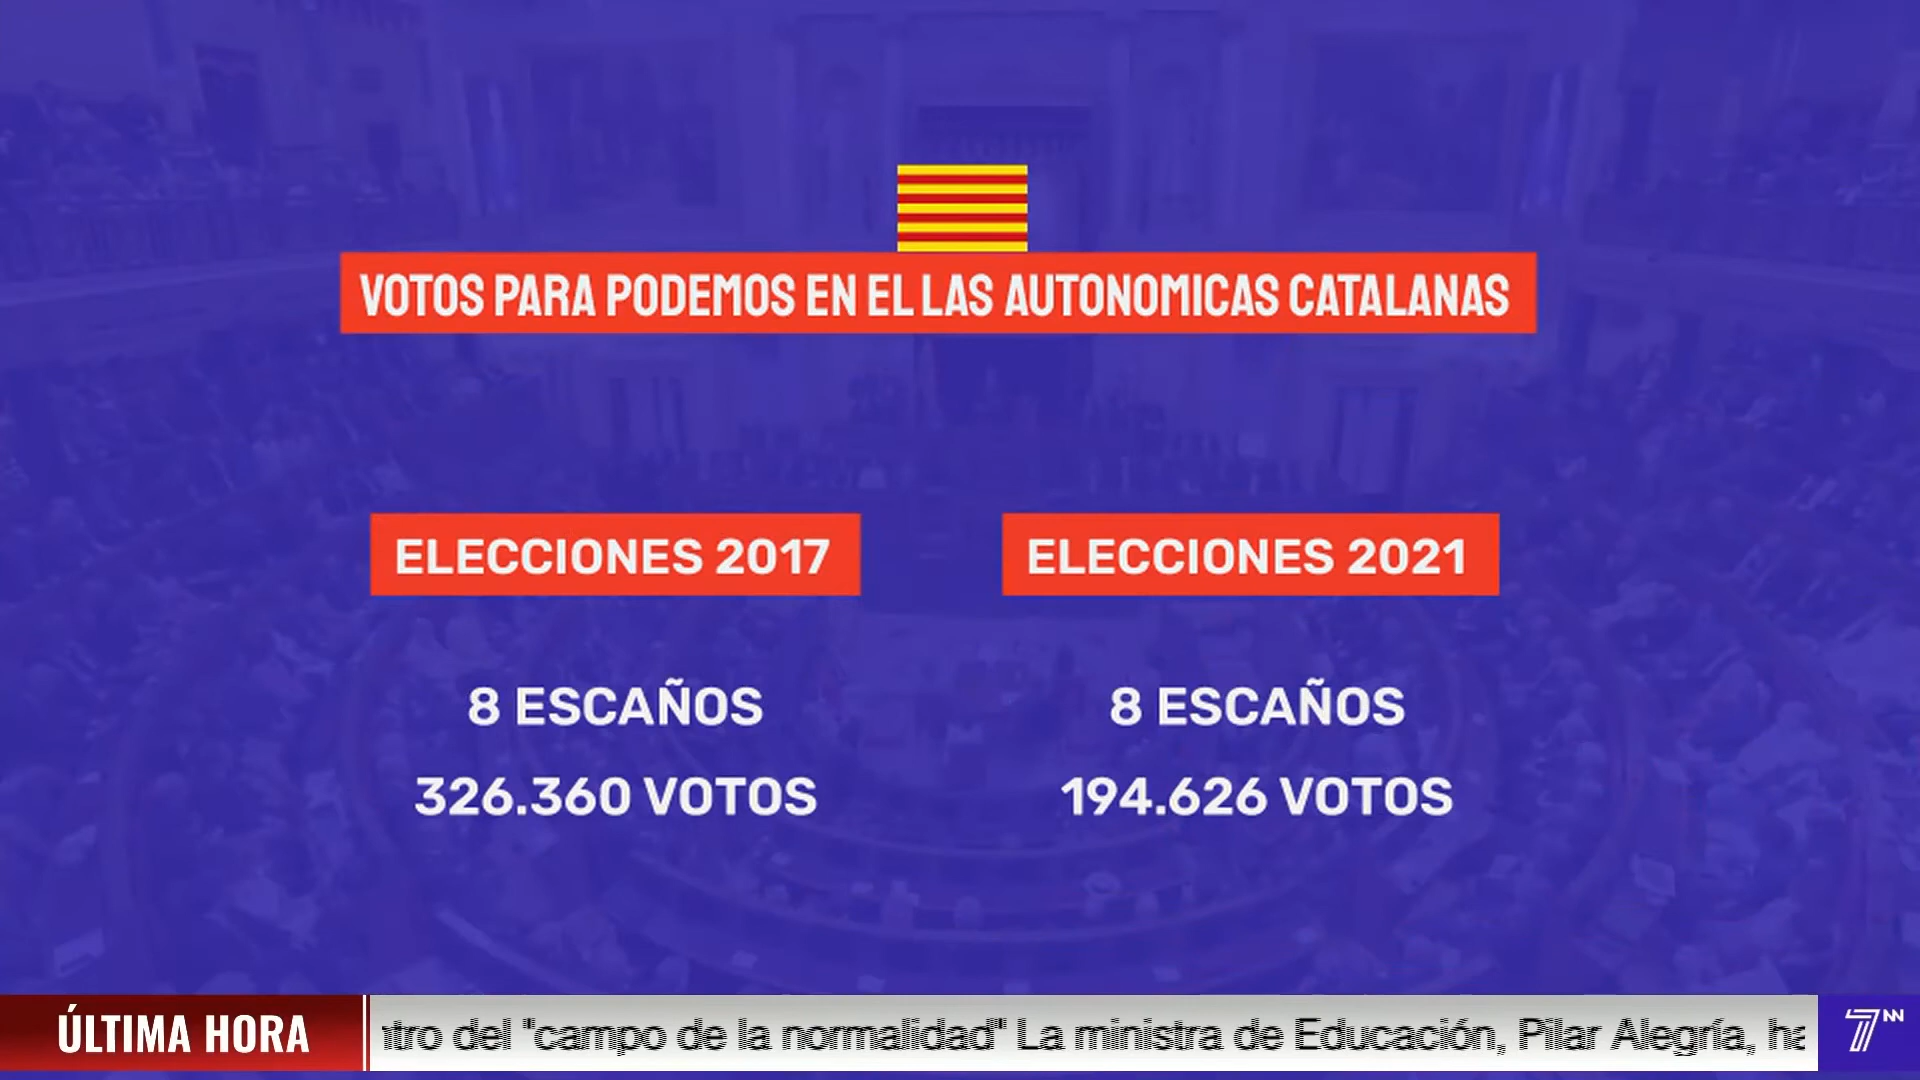 VOTOS PARA PODEMOS EN EL LAS AUTONOMICAS CATALANAS
ELECCIONES 2017
ELECCIONES 2021
8 ESCAÑOS
8 ESCAÑOS
326.360 VOTOS
194.626 VOTOS
ÚLTIMA HORA
del "campo de la normalidad" La ministra de Educación, Pilar Alegría,
7NN